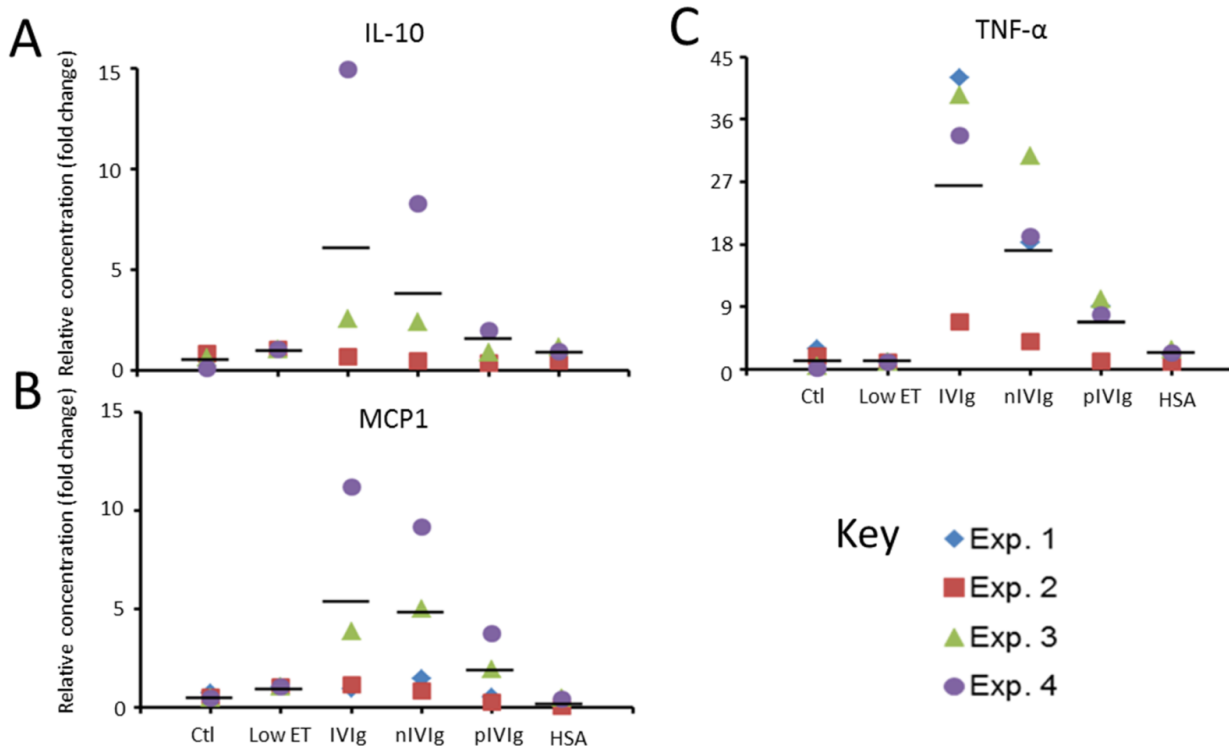 A
IL-10
Relative concentration (fold change)
15
10
5
0
B
MCP1
Relative concentration (fold change)
15
10
5
0
Ctl Low ET IVIg nIVIg pIVIg HSA
C
TNF-α
45
36
27
18
9
0
Ctl Low ET IVIg nIVIg pIVIg HSA
Key
Exp. 1
Exp. 2
Exp. 3
Exp. 4